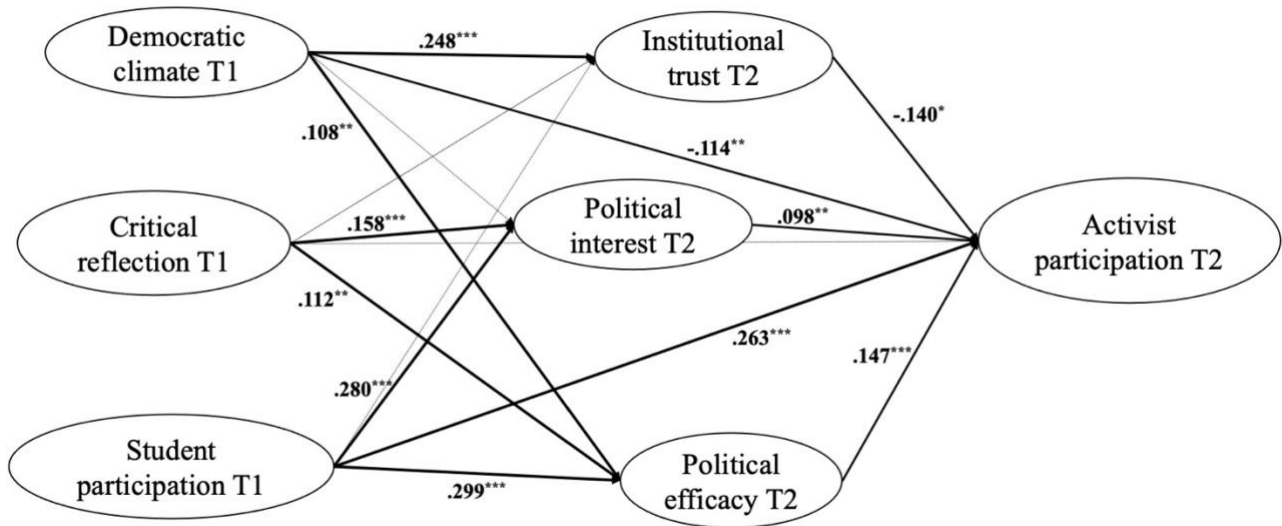 Democratic
climate T1
.248***
Institutional
trust T2
-.140*
.108**
-.114**
Critical
reflection T1
.158***
Political
interest T2
.098**
Activist
participation T2
.112**
.263***
.147***
.280***
Student
participation T1
.299***
Political
efficacy T2